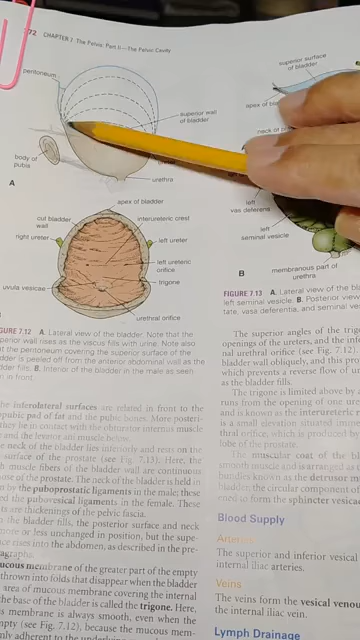 72 CHAPTER 7 The Pelvis: Part II—The Pelvic Cavity
peritoneum
superior wall
of bladder
ureter
urethra
body of
pubis
A
apex of bladder
cut bladder
wall
interureteric crest
right ureter
left ureter
left ureteric
orifice
trigone
uvula vesicae
urethral orifice
GURE 7.12 A. Lateral view of the bladder. Note that the
superior wall rises as the viscus fills with urine. Note also
at the peritoneum covering the superior surface of the
adder is peeled off from the anterior abdominal wall as the
adder fills. B. Interior of the bladder in the male as seen
in front.
he inferolateral surfaces are related in front to the
pubic pad of fat and the pubic bones. More posteri-
they lie in contact with the obturator internus muscle
and the levator ani muscle below.
e neck of the bladder lies inferiorly and rests on the
surface of the prostate (see Fig. 7.13). Here, the
h muscle fibers of the bladder wall are continuous
ose of the prostate. The neck of the bladder is held in
n by the puboprostatic ligaments in the male; these
ed the pubovesical ligaments in the female. These
ts are thickenings of the pelvic fascia.
n the bladder fills, the posterior surface and neck
more or less unchanged in position, but the supe-
ace rises into the abdomen, as described in the pre-
agraphs.
mucous membrane of the greater part of the empty
thrown into folds that disappear when the bladder
area of mucous membrane covering the internal
the base of the bladder is called the trigone. Here,
s membrane is always smooth, even when the
mpty (see Fig. 7.12), because the mucous mem-
superior surface
of bladder
apex of
neck of
left
vas deferens
left
seminal vesicle
B
membranous part of
urethra
FIGURE 7.13 A. Lateral view of the bl
left seminal vesicle. B. Posterior view
tate, vasa deferentia, and seminal ves
The superior angles of the trig
openings of the ureters, and the infer
nal urethral orifice (see Fig. 7.12).
bladder wall obliquely, and this pro
which prevents a reverse flow of ur
as the bladder fills.
The trigone is limited above by a
runs from the opening of one ure
and is known as the interureteric r
is a small elevation situated imme
thral orifice, which is produced by
lobe of the prostate.
The muscular coat of the bl
smooth muscle and is arranged as
bundles known as the detrusor m
bladder, the circular component of
ened to form the sphincter vesicae
Blood Supply
Arteries
The superior and inferior vesical
internal iliac arteries.
Veins
The veins form the vesical venou
the internal iliac vein.
Lymph Drainage